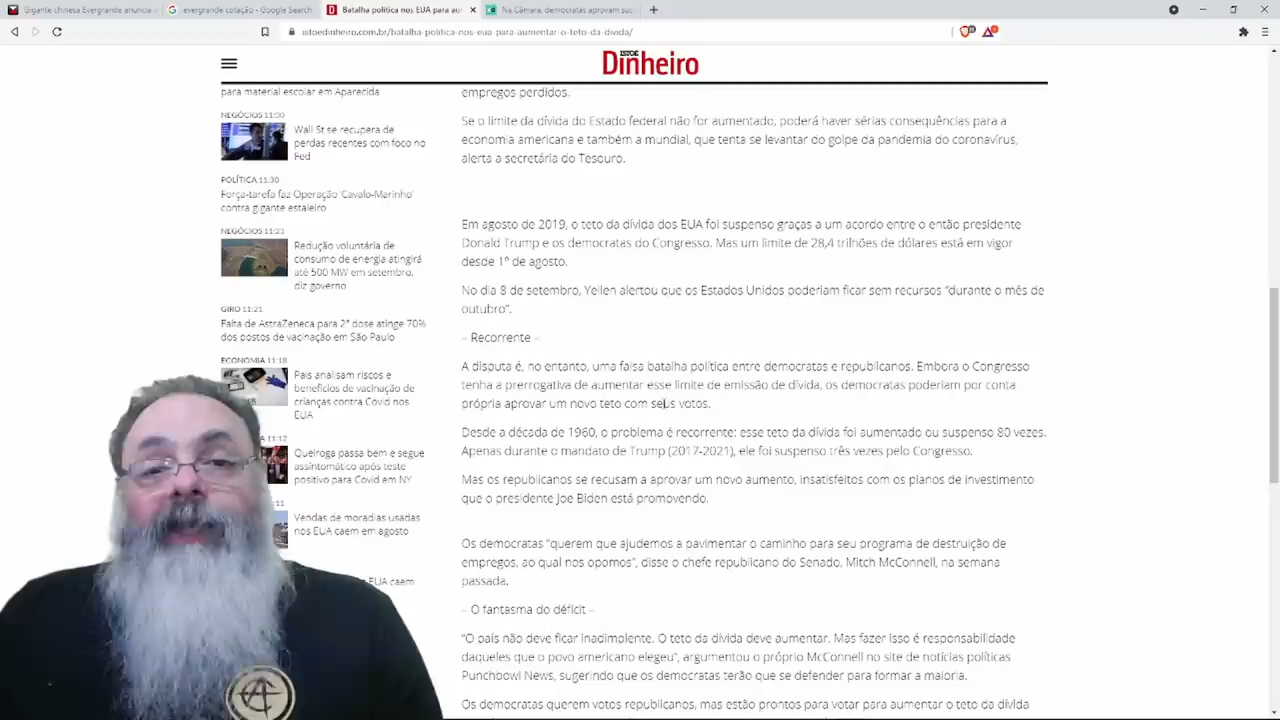 Gigante chinesa Evergrande anuncia
evergrande cotação - Google Search
Batalha política nos EUA para au
Na Câmara, democratas aprovam sus
istoedinheiro.com.br/batalha-politica-nos-eua-para-aumentar-o-teto-da-divida/
ISTOÉ
Dinheiro
para material escolar em Aparecida
NEGÓCIOS 11:30
Wall St se recupera de
perdas recentes com foco no
Fed
POLÍTICA 11:30
Força-tarefa faz Operação 'Cavalo-Marinho'
contra gigante estaleiro
NEGÓCIOS 11:23
Redução voluntária de
consumo de energia atingirá
até 500 MW em setembro,
diz governo
GIRO 11:21
Falta de AstraZeneca para 2ª dose atinge 70%
dos postos de vacinação em São Paulo
ECONOMIA 11:18
País analisam riscos e
benefícios de vacinação de
crianças contra Covid nos
EUA
11:12
Queiroga passa bem e segue
assintomático após teste
positivo para Covid em NY
Vendas de moradias usadas
nos EUA caem em agosto
EUA caem
empregos perdidos.
Se o limite da dívida do Estado federal não for aumentado, poderá haver sérias consequências para a
economia americana e também a mundial, que tenta se levantar do golpe da pandemia do coronavírus,
alerta a secretária do Tesouro.
Em agosto de 2019, o teto da dívida dos EUA foi suspenso graças a um acordo entre o então presidente
Donald Trump e os democratas do Congresso. Mas um limite de 28,4 trilhões de dólares está em vigor
desde 1º de agosto.
No dia 8 de setembro, Yellen alertou que os Estados Unidos poderiam ficar sem recursos "durante o mês de
outubro".
– Recorrente –
A disputa é, no entanto, uma falsa batalha política entre democratas e republicanos. Embora o Congresso
tenha a prerrogativa de aumentar esse limite de emissão de dívida, os democratas poderiam por conta
própria aprovar um novo teto com seus votos.
Desde a década de 1960, o problema é recorrente: esse teto da dívida foi aumentado ou suspenso 80 vezes.
Apenas durante o mandato de Trump (2017-2021), ele foi suspenso três vezes pelo Congresso.
Mas os republicanos se recusam a aprovar um novo aumento, insatisfeitos com os planos de investimento
que o presidente Joe Biden está promovendo.
Os democratas "querem que ajudemos a pavimentar o caminho para seu programa de destruição de
empregos, ao qual nos opomos", disse o chefe republicano do Senado, Mitch McConnell, na semana
passada.
– O fantasma do déficit –
"O país não deve ficar inadimplente. O teto da dívida deve aumentar. Mas fazer isso é responsabilidade
daqueles que o povo americano elegeu", argumentou o próprio McConnell no site de notícias políticas
Punchbowl News, sugerindo que os democratas terão que se defender para formar a maioria.
Os democratas querem votos republicanos, mas estão prontos para votar para aumentar o teto da dívida